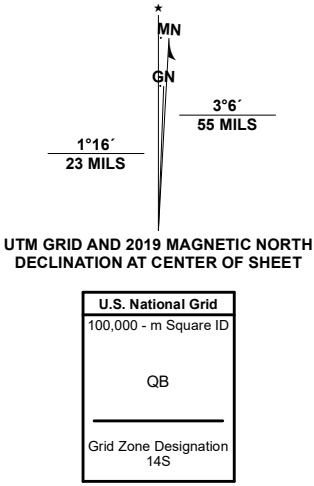 MN
GN
3°6´
55 MILS
1°16´
23 MILS
UTM GRID AND 2019 MAGNETIC NORTH
DECLINATION AT CENTER OF SHEET
U.S. National Grid
100,000 - m Square ID
QB
Grid Zone Designation
14S